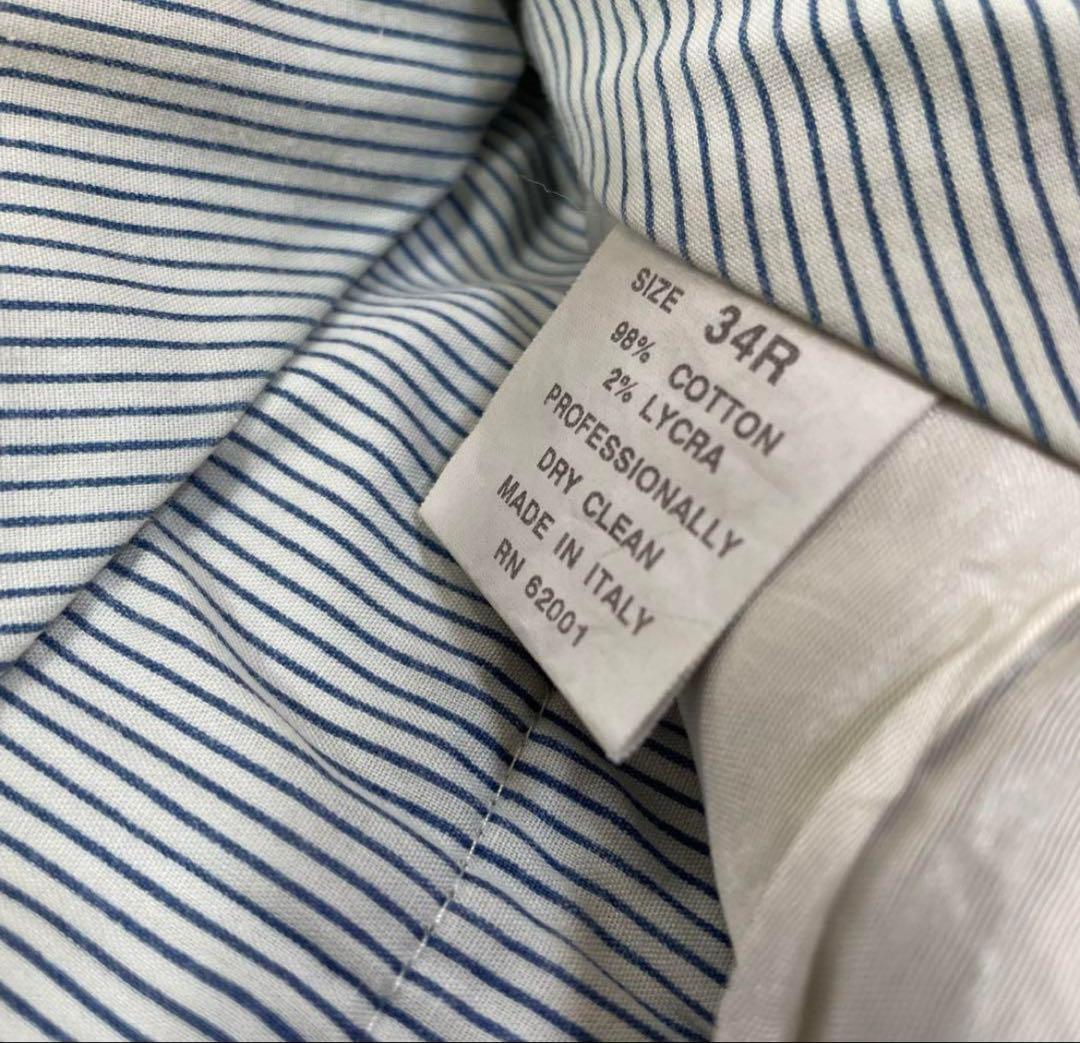 SIZE 34R
98% COTTON
2% LYCRA
PROFESSIONALLY
DRY CLEAN
MADE IN ITALY
RN 62001